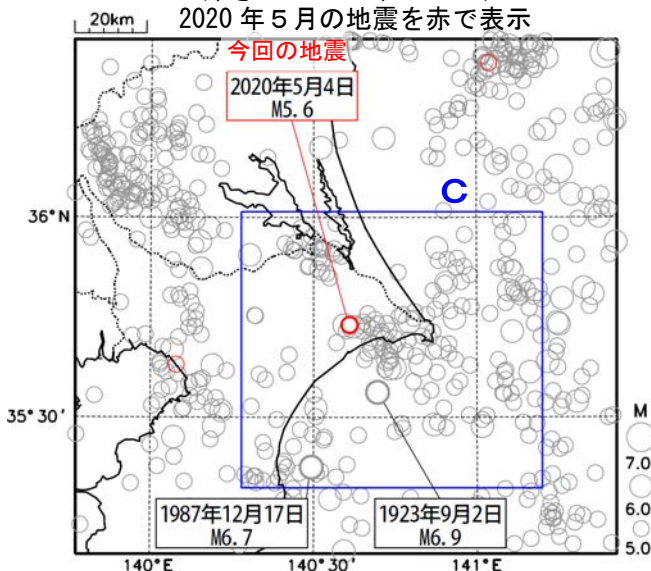 2020年５月の地震を赤で表示
20km
今回の地震
2020年5月4日
M5.6
C
36°N
35°30'
M
7.0
6.0
5.0
1987年12月17日
M6.7
1923年9月2日
M6.9
140°E
140°30'
141°E